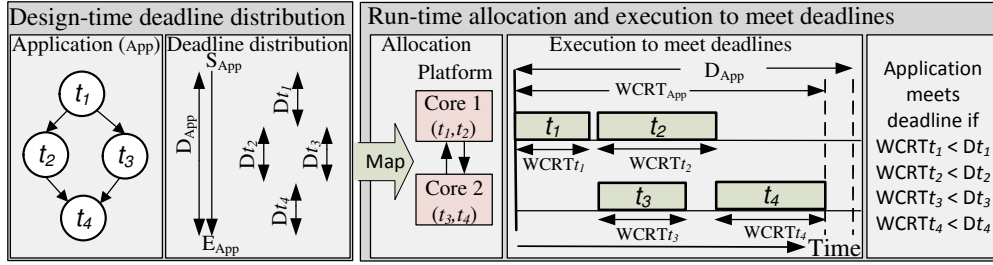 Design-time deadline distribution
Application (App)
t1
t2
t3
t4
Deadline distribution
SApp
DApp
Dt1
Dt2
Dt3
Dt4
EApp
Map
Run-time allocation and execution to meet deadlines
Allocation
Platform
Core 1
(t1,t2)
Core 2
(t3,t4)
Execution to meet deadlines
DApp
WCRTApp
t1
t2
WCRTt1
WCRTt2
t3
t4
WCRTt3
WCRTt4
Time
Application
meets
deadline if
WCRTt1 < Dt1
WCRTt2 < Dt2
WCRTt3 < Dt3
WCRTt4 < Dt4